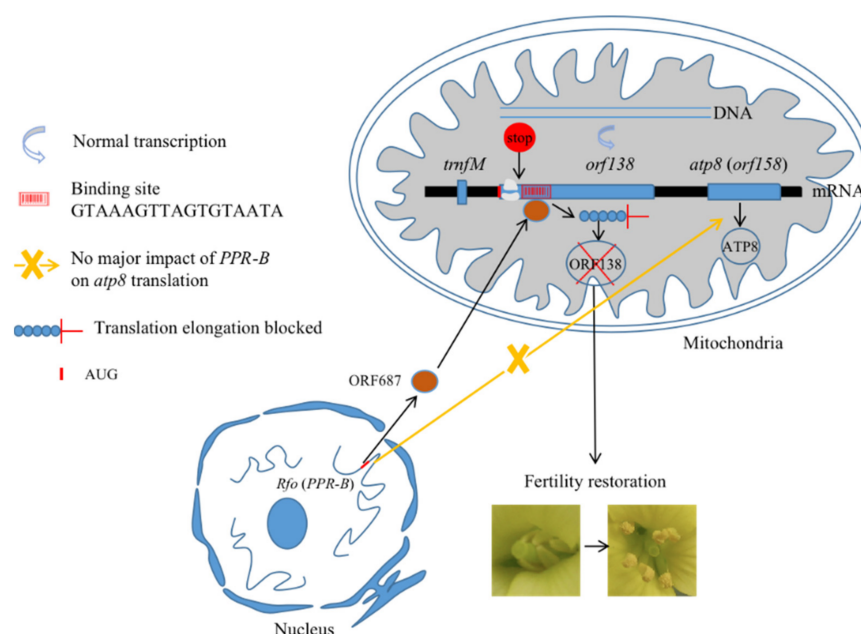 Normal transcription
Binding site
GTAAAGTTAGTGTAATA
No major impact of PPR-B
on atp8 translation
Translation elongation blocked
AUG
DNA
stop
trnfM
orf138
atp8 (orf158)
mRNA
ORF138
ATP8
Mitochondria
ORF687
Rfo (PPR-B)
Fertility restoration
Nucleus